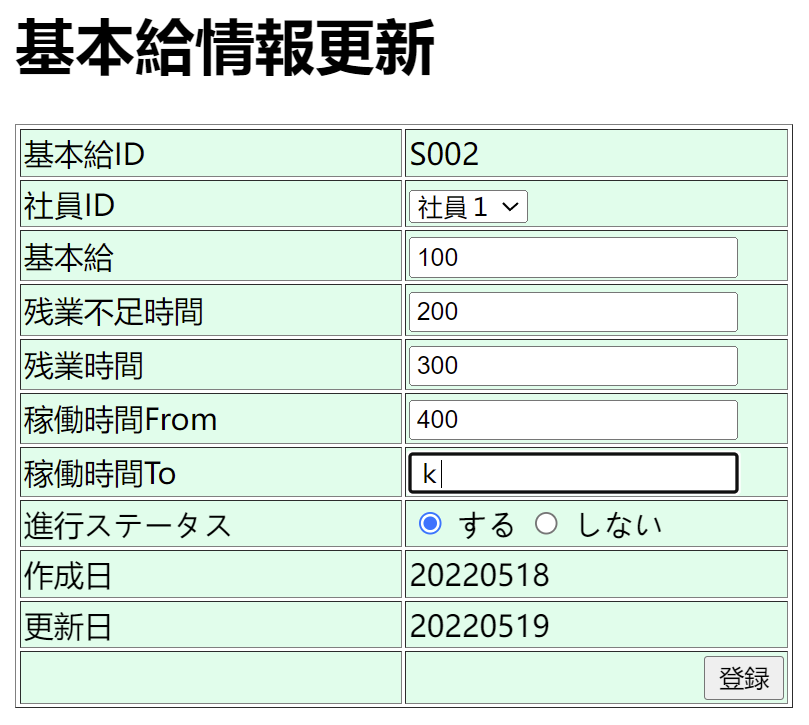 基本給情報更新
基本給ID S002
社員ID 社員１
基本給 100
残業不足時間 200
残業時間 300
稼働時間From 400
稼働時間To ｋ
進行ステータス する しない
作成日 20220518
更新日 20220519
登録